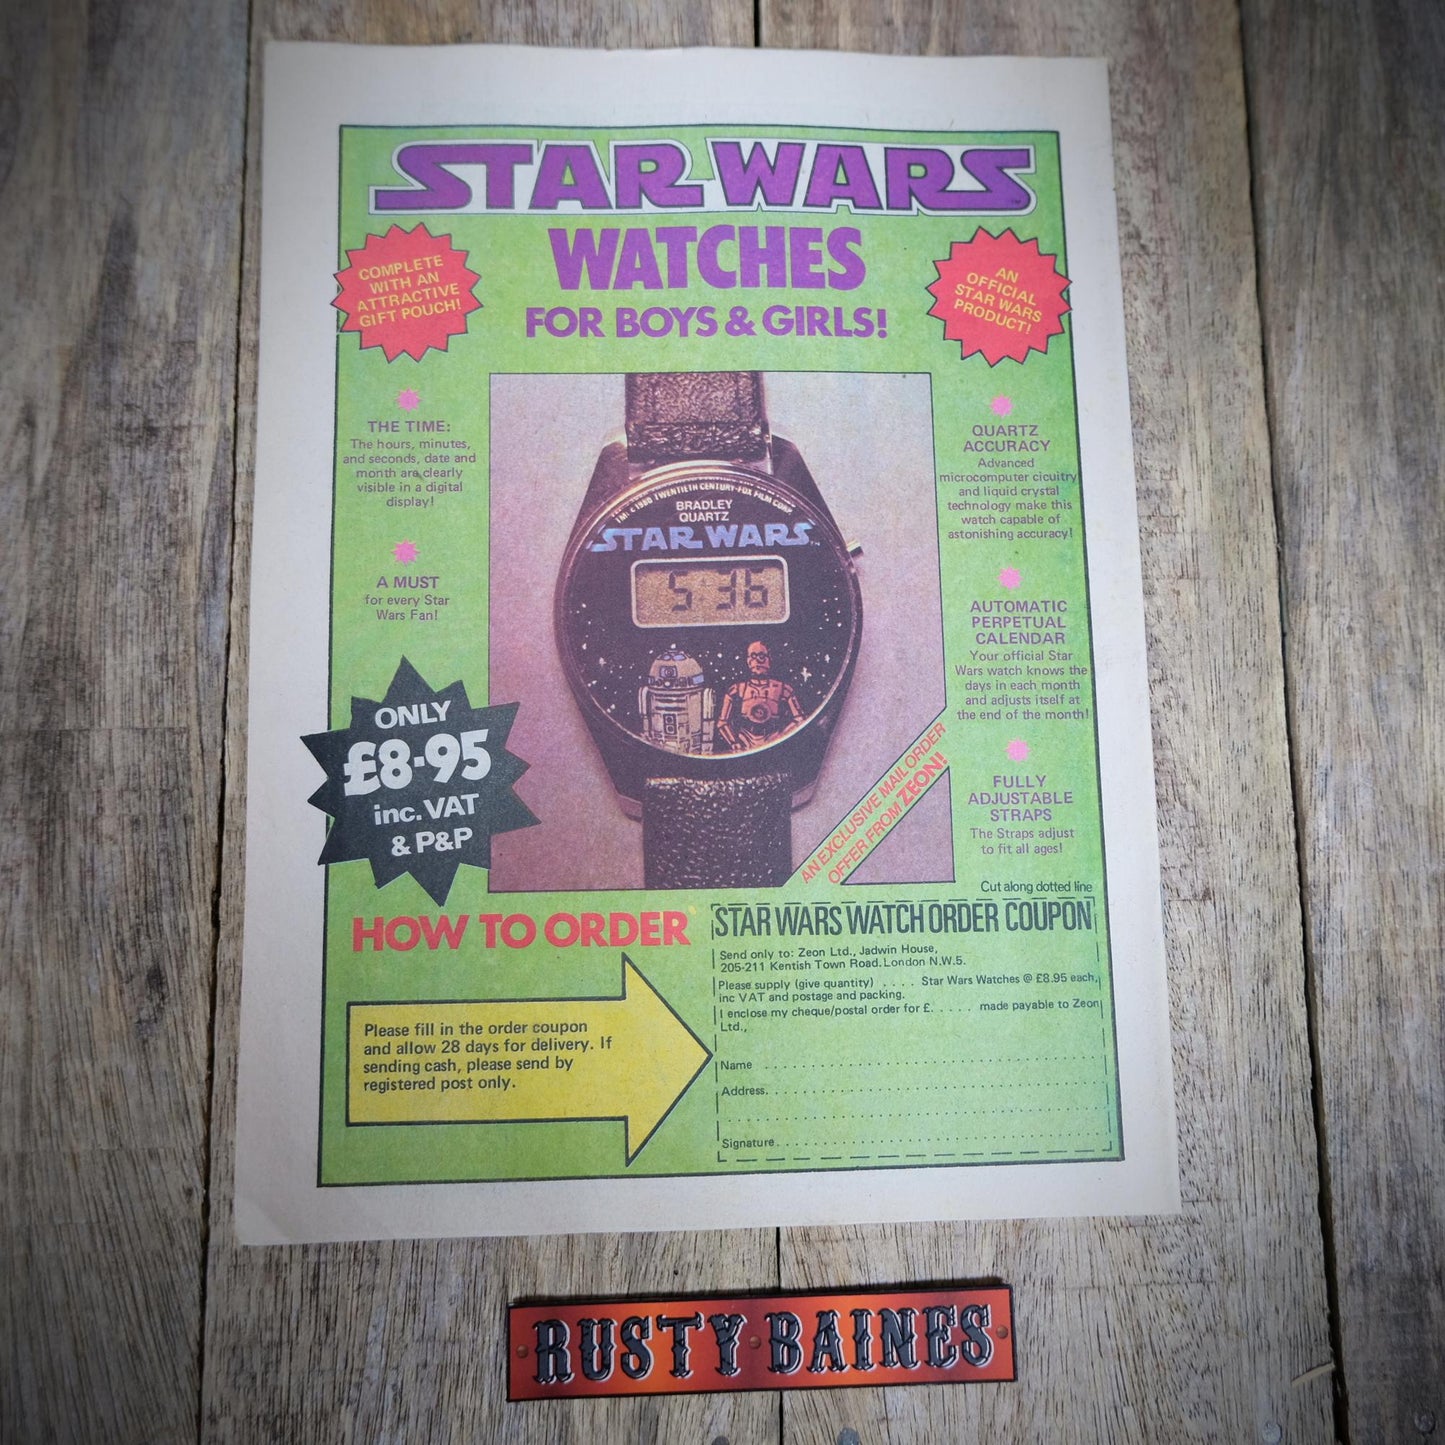 STAR WARS
WATCHES
FOR BOYS & GIRLS!
COMPLETE
WITH AN
ATTRACTIVE
GIFT POUCH!
AN
OFFICIAL
STAR WARS
PRODUCT!
THE TIME:
The hours, minutes,
and seconds, date and
month are clearly
visible in a digital
display!
A MUST
for every Star
Wars Fan!
ONLY
£8·95
inc. VAT
& P&P
TM: © 1980 TWENTIETH CENTURY-FOX FILM CORP
BRADLEY
QUARTZ
STAR WARS
5:36
AN EXCLUSIVE MAIL ORDER
OFFER FROM ZEON!
QUARTZ
ACCURACY
Advanced
microcomputer cicuitry
and liquid crystal
technology make this
watch capable of
astonishing accuracy!
AUTOMATIC
PERPETUAL
CALENDAR
Your official Star
Wars watch knows the
days in each month
and adjusts itself at
the end of the month!
FULLY
ADJUSTABLE
STRAPS
The Straps adjust
to fit all ages!
HOW TO ORDER
Please fill in the order coupon
and allow 28 days for delivery. If
sending cash, please send by
registered post only.
Cut along dotted line
STAR WARS WATCH ORDER COUPON
Send only to: Zeon Ltd., Jadwin House,
205-211 Kentish Town Road. London N.W.5.
Please supply (give quantity) . . . . Star Wars Watches @ £8.95 each,
inc VAT and postage and packing.
I enclose my cheque/postal order for £. . . . . made payable to Zeon
Ltd.,
Name
Address.
Signature
RUSTY·BAINES